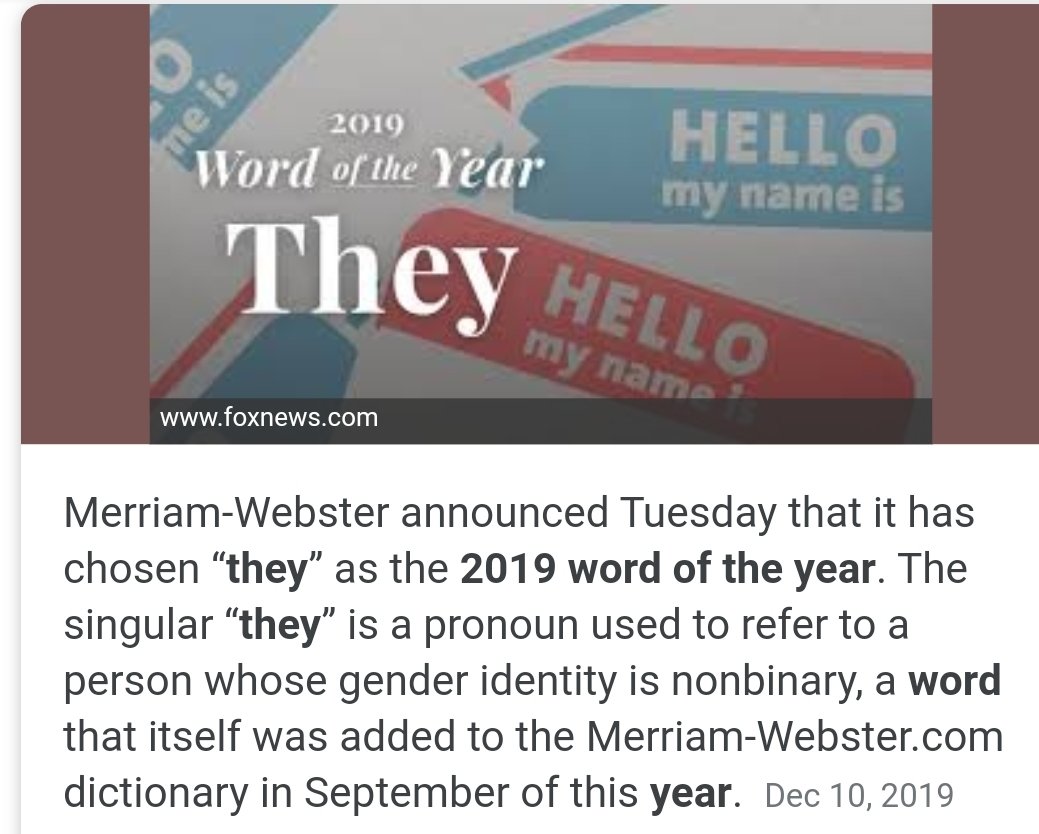 O
me is
2019
Word of the Year
They
HELLO
my name is
HELLO
my name is
www.foxnews.com
Merriam-Webster announced Tuesday that it has
chosen “they” as the 2019 word of the year. The
singular “they” is a pronoun used to refer to a
person whose gender identity is nonbinary, a word
that itself was added to the Merriam-Webster.com
dictionary in September of this year. Dec 10, 2019